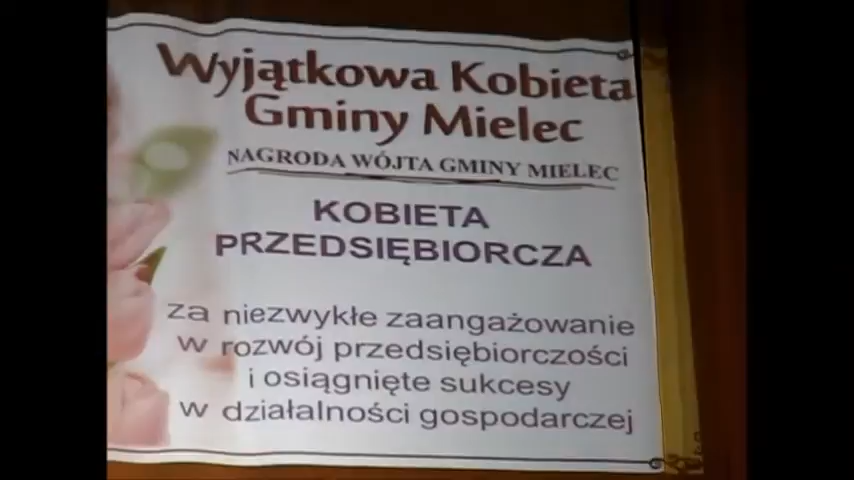 Wyjątkowa Kobieta
Gminy Mielec
NAGRODA WÓJTA GMINY MIELEC
KOBIETA
PRZEDSIĘBIORCZA
za niezwykłe zaangażowanie
w rozwój przedsiębiorczości
i osiągnięte sukcesy
w działalności gospodarczej